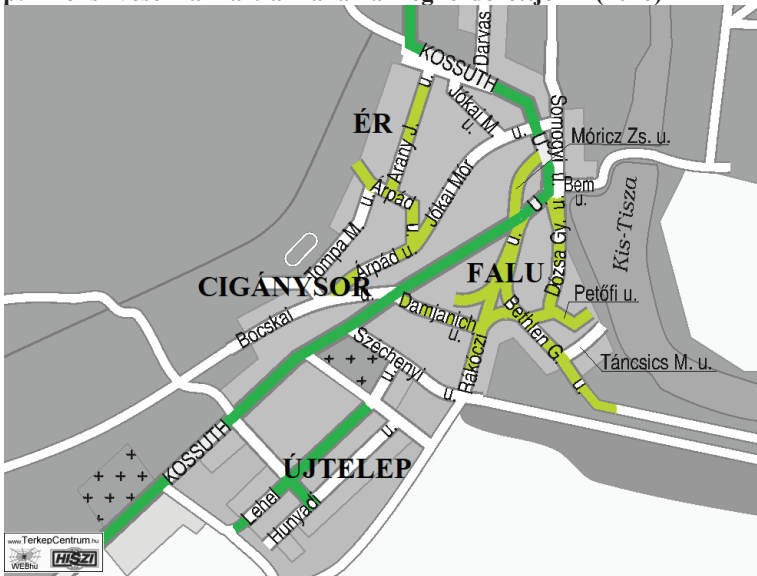 KOSSUTH
Darvas
Somogyi u.
Jókai M.
u.
u.
U.
ÉR
Arany J.
u.
Móricz Zs. u.
Árpád
u.
Jókai Mór
Bem
u.
Kis-Tisza
Tompa M.
u.
Árpád u.
u.
U.
Dózsa Gy.
u.
CIGÁNYSOR
FALU
Petőfi u.
Bocskai
u.
Damjanich
u.
Bethlen G.
u.
Széchenyi
u.
Rákóczi
Táncsics M. u.
u.
KOSSUTH
ÚJTELEP
u.
Lehel
Hunyadi
www.TerkepCentrum.hu
WEBhu
HISZI